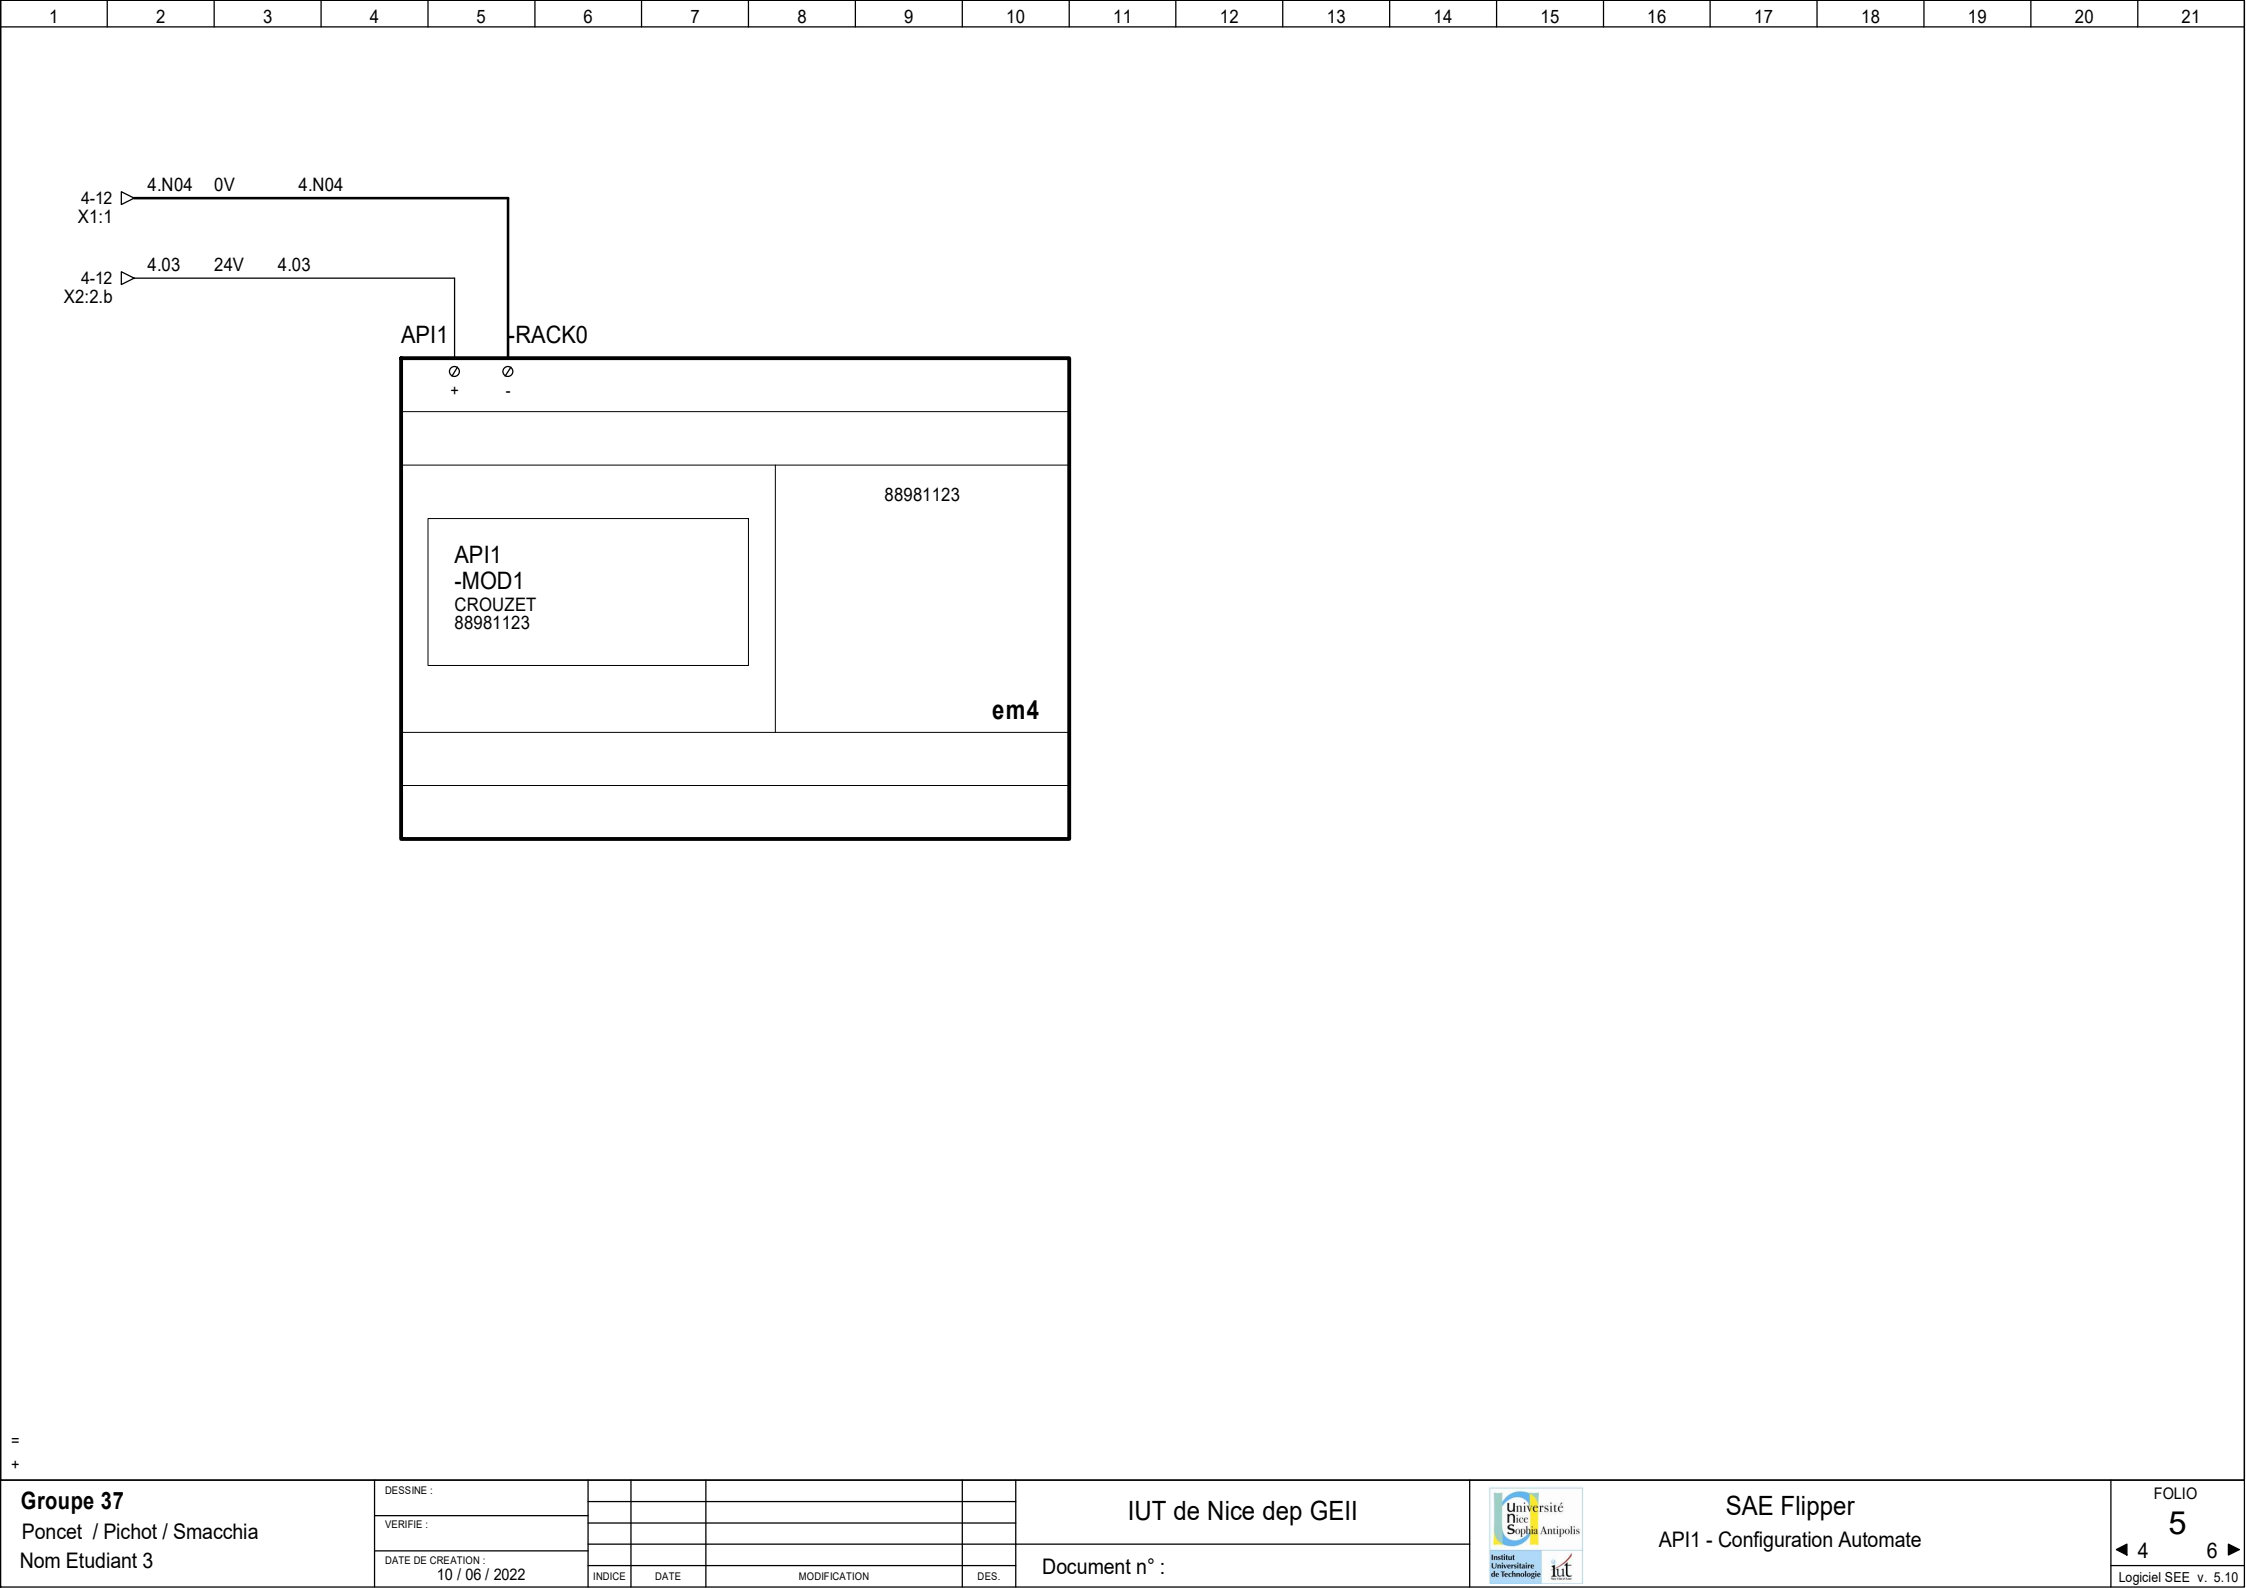 1 2 3 4 5 6 7 8 9 10 11 12 13 14 15 16 17 18 19 20 21
4.N04 0V 4.N04
4-12
X1:1
4.03 24V 4.03
4-12
X2:2.b
API1 -RACK0
+ -
88981123
API1
-MOD1
CROUZET
88981123
em4
=
+
Groupe 37
Poncet / Pichot / Smacchia
Nom Etudiant 3
DESSINE :
VERIFIE :
DATE DE CREATION :
10 / 06 / 2022
INDICE DATE MODIFICATION DES.
IUT de Nice dep GEII
Document n° :
Université
Nice
Sophia Antipolis
Institut
Universitaire
de Technologie
iut
SAE Flipper
API1 - Configuration Automate
FOLIO
5
4 6
Logiciel SEE v. 5.10